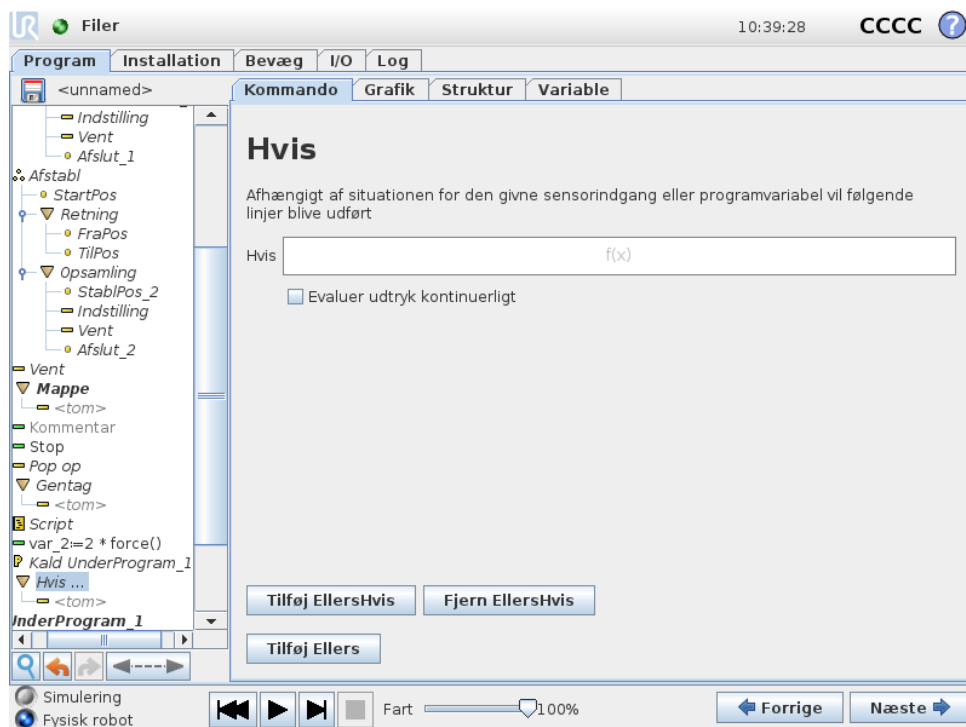 UR Filer 10:39:28 CCCC ?
Program Installation Bevæg I/O Log
<unnamed>
Kommando Grafik Struktur Variable
Indstilling
Vent
Afslut_1
Afstabl
StartPos
Retning
FraPos
TilPos
Opsamling
StablPos_2
Indstilling
Vent
Afslut_2
Vent
Mappe
<tom>
Kommentar
Stop
Pop op
Gentag
<tom>
Script
var_2:=2 * force()
Kald UnderProgram_1
Hvis ...
<tom>
InderProgram_1
Hvis
Afhængigt af situationen for den givne sensorindgang eller programvariabel vil følgende
linjer blive udført
Hvis f(x)
Evaluer udtryk kontinuerligt
Tilføj EllersHvis Fjern EllersHvis
Tilføj Ellers
Simulering
Fysisk robot
Fart 100%
Forrige Næste